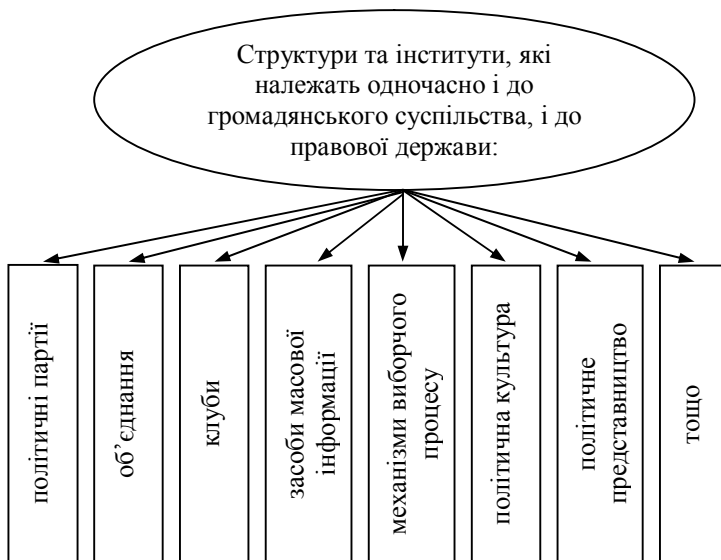 Структури та інститути, які
належать одночасно і до
громадянського суспільства, і до
правової держави:
політичні партії
об’єднання
клуби
засоби масової
інформації
механізми виборчого
процесу
політична культура
політичне
представництво
тощо